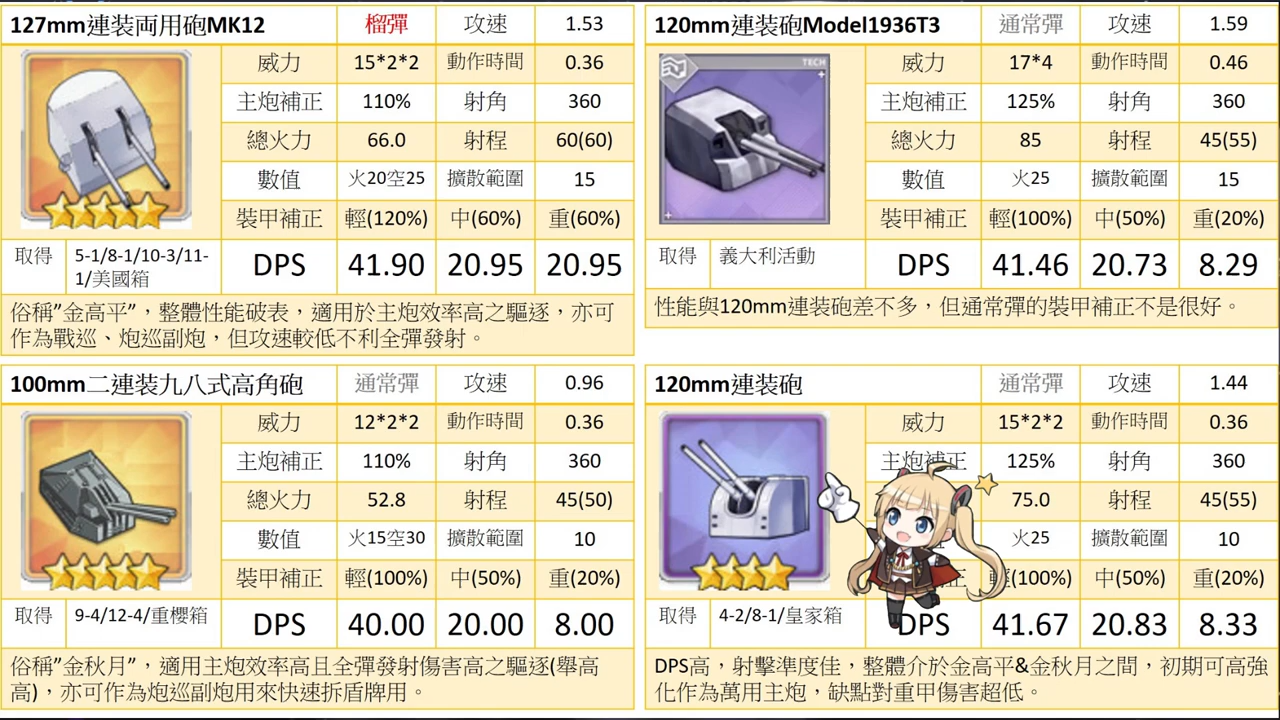 127mm連装両用砲MK12 榴彈 攻速 1.53
威力 15*2*2 動作時間 0.36
主炮補正 110% 射角 360
總火力 66.0 射程 60(60)
數值 火20空25 擴散範圍 15
裝甲補正 輕(120%) 中(60%) 重(60%)
取得 5-1/8-1/10-3/11-
1/美國箱
DPS 41.90 20.95 20.95
俗稱”金高平”，整體性能破表，適用於主炮效率高之驅逐，亦可
作為戰巡、炮巡副炮，但攻速較低不利全彈發射。
120mm連装砲Model1936T3 通常彈 攻速 1.59
TECH
威力 17*4 動作時間 0.46
主炮補正 125% 射角 360
總火力 85 射程 45(55)
數值 火25 擴散範圍 15
裝甲補正 輕(100%) 中(50%) 重(20%)
取得 義大利活動 DPS 41.46 20.73 8.29
性能與120mm連装砲差不多，但通常彈的裝甲補正不是很好。
100mm二連装九八式高角砲 通常彈 攻速 0.96
威力 12*2*2 動作時間 0.36
主炮補正 110% 射角 360
總火力 52.8 射程 45(50)
數值 火15空30 擴散範圍 10
裝甲補正 輕(100%) 中(50%) 重(20%)
取得 9-4/12-4/重櫻箱 DPS 40.00 20.00 8.00
俗稱”金秋月”，適用主炮效率高且全彈發射傷害高之驅逐(舉高
高)，亦可作為炮巡副炮用來快速拆盾牌用。
120mm連装砲 通常彈 攻速 1.44
威力 15*2*2 動作時間 0.36
主炮補正 125% 射角 360
75.0 射程 45(55)
火25 擴散範圍 10
輕(100%) 中(50%) 重(20%)
取得 4-2/8-1/皇家箱 DPS 41.67 20.83 8.33
DPS高，射擊準度佳，整體介於金高平&金秋月之間，初期可高強
化作為萬用主炮，缺點對重甲傷害超低。